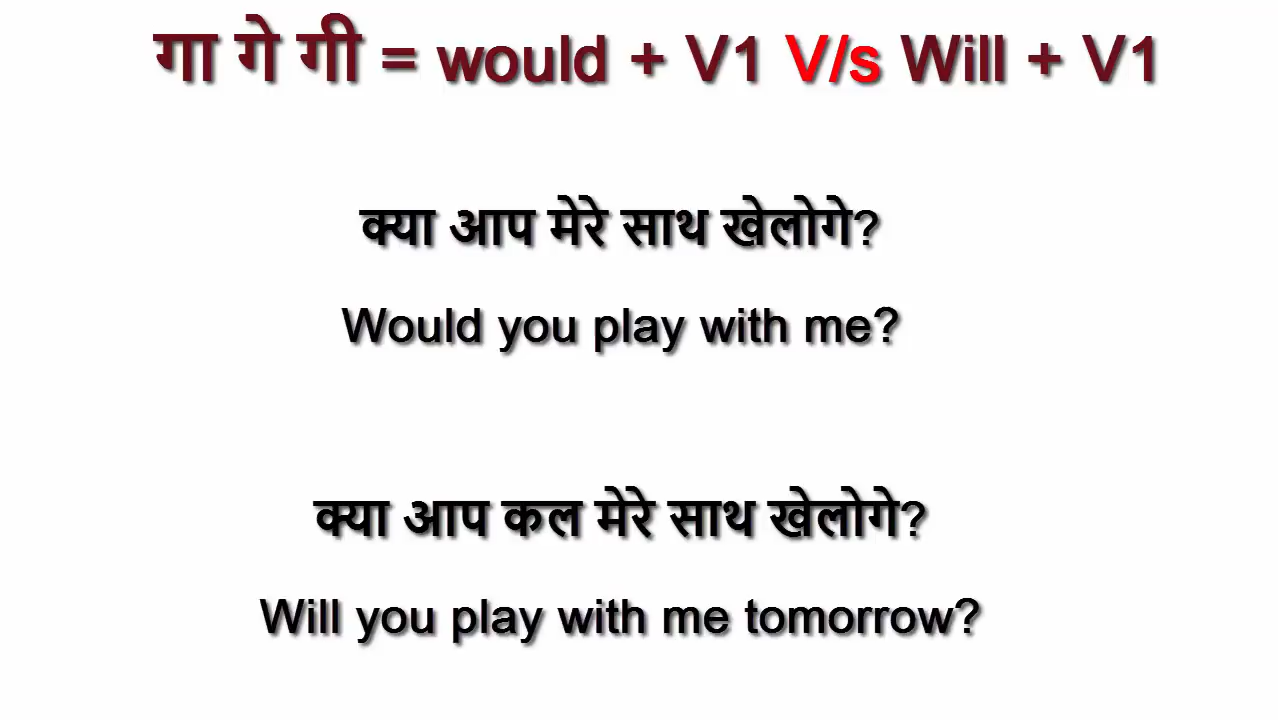 गा गे गी = would + V1 V/s Will + V1
क्या आप मेरे साथ खेलोगे?
Would you play with me?
क्या आप कल मेरे साथ खेलोगे?
Will you play with me tomorrow?